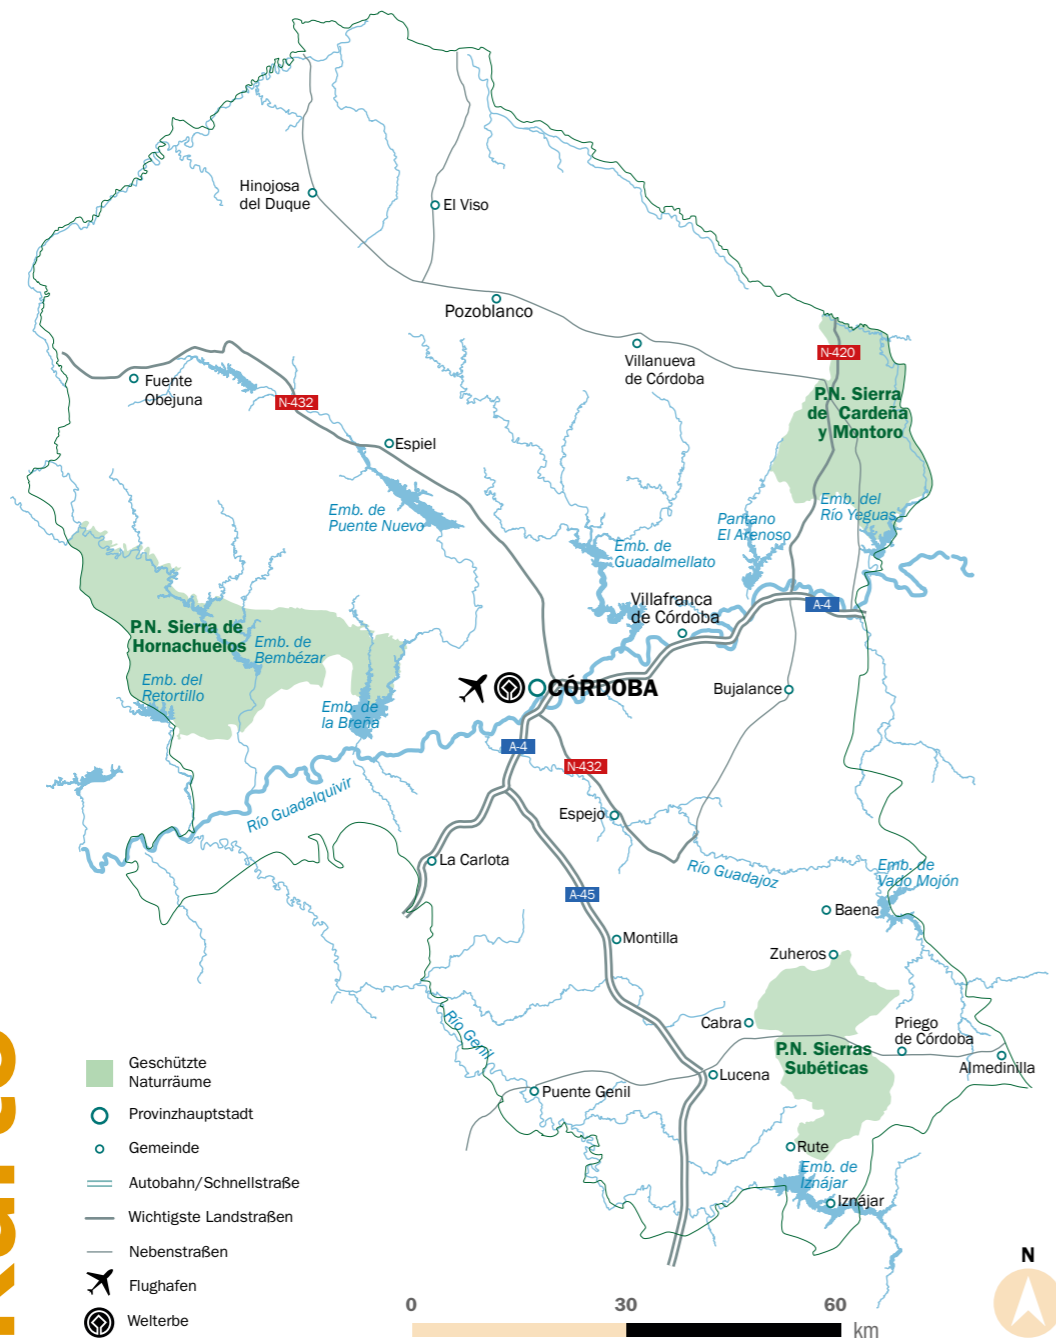 Hinojosa
del Duque
El Viso
Pozoblanco
Villanueva
de Córdoba
N-420
P.N. Sierra
de Cardeña
y Montoro
Fuente
Obejuna
N-432
Espiel
Emb. de
Puente Nuevo
Emb. del
Río Yeguas
Pantano
El Arenoso
Emb. de
Guadalmellato
Villafranca
de Córdoba
A-4
P.N. Sierra de
Hornachuelos
Emb. de
Bembézar
Emb. del
Retortillo
Emb. de
la Breña
CÓRDOBA
Bujalance
A-4
N-432
Río Guadalquivir
Espejo
La Carlota
Río Guadajoz
Emb. de
Vado Mojón
A-45
Baena
Montilla
Zuheros
Cabra
Priego
de Córdoba
Río Genil
P.N. Sierras
Subéticas
Almedinilla
Lucena
Puente Genil
Rute
Emb. de
Iznájar
Iznájar
Geschützte
Naturräume
Provinzhauptstadt
Gemeinde
Autobahn/Schnellstraße
Wichtigste Landstraßen
Nebenstraßen
Flughafen
Welterbe
0 30 60
km
N